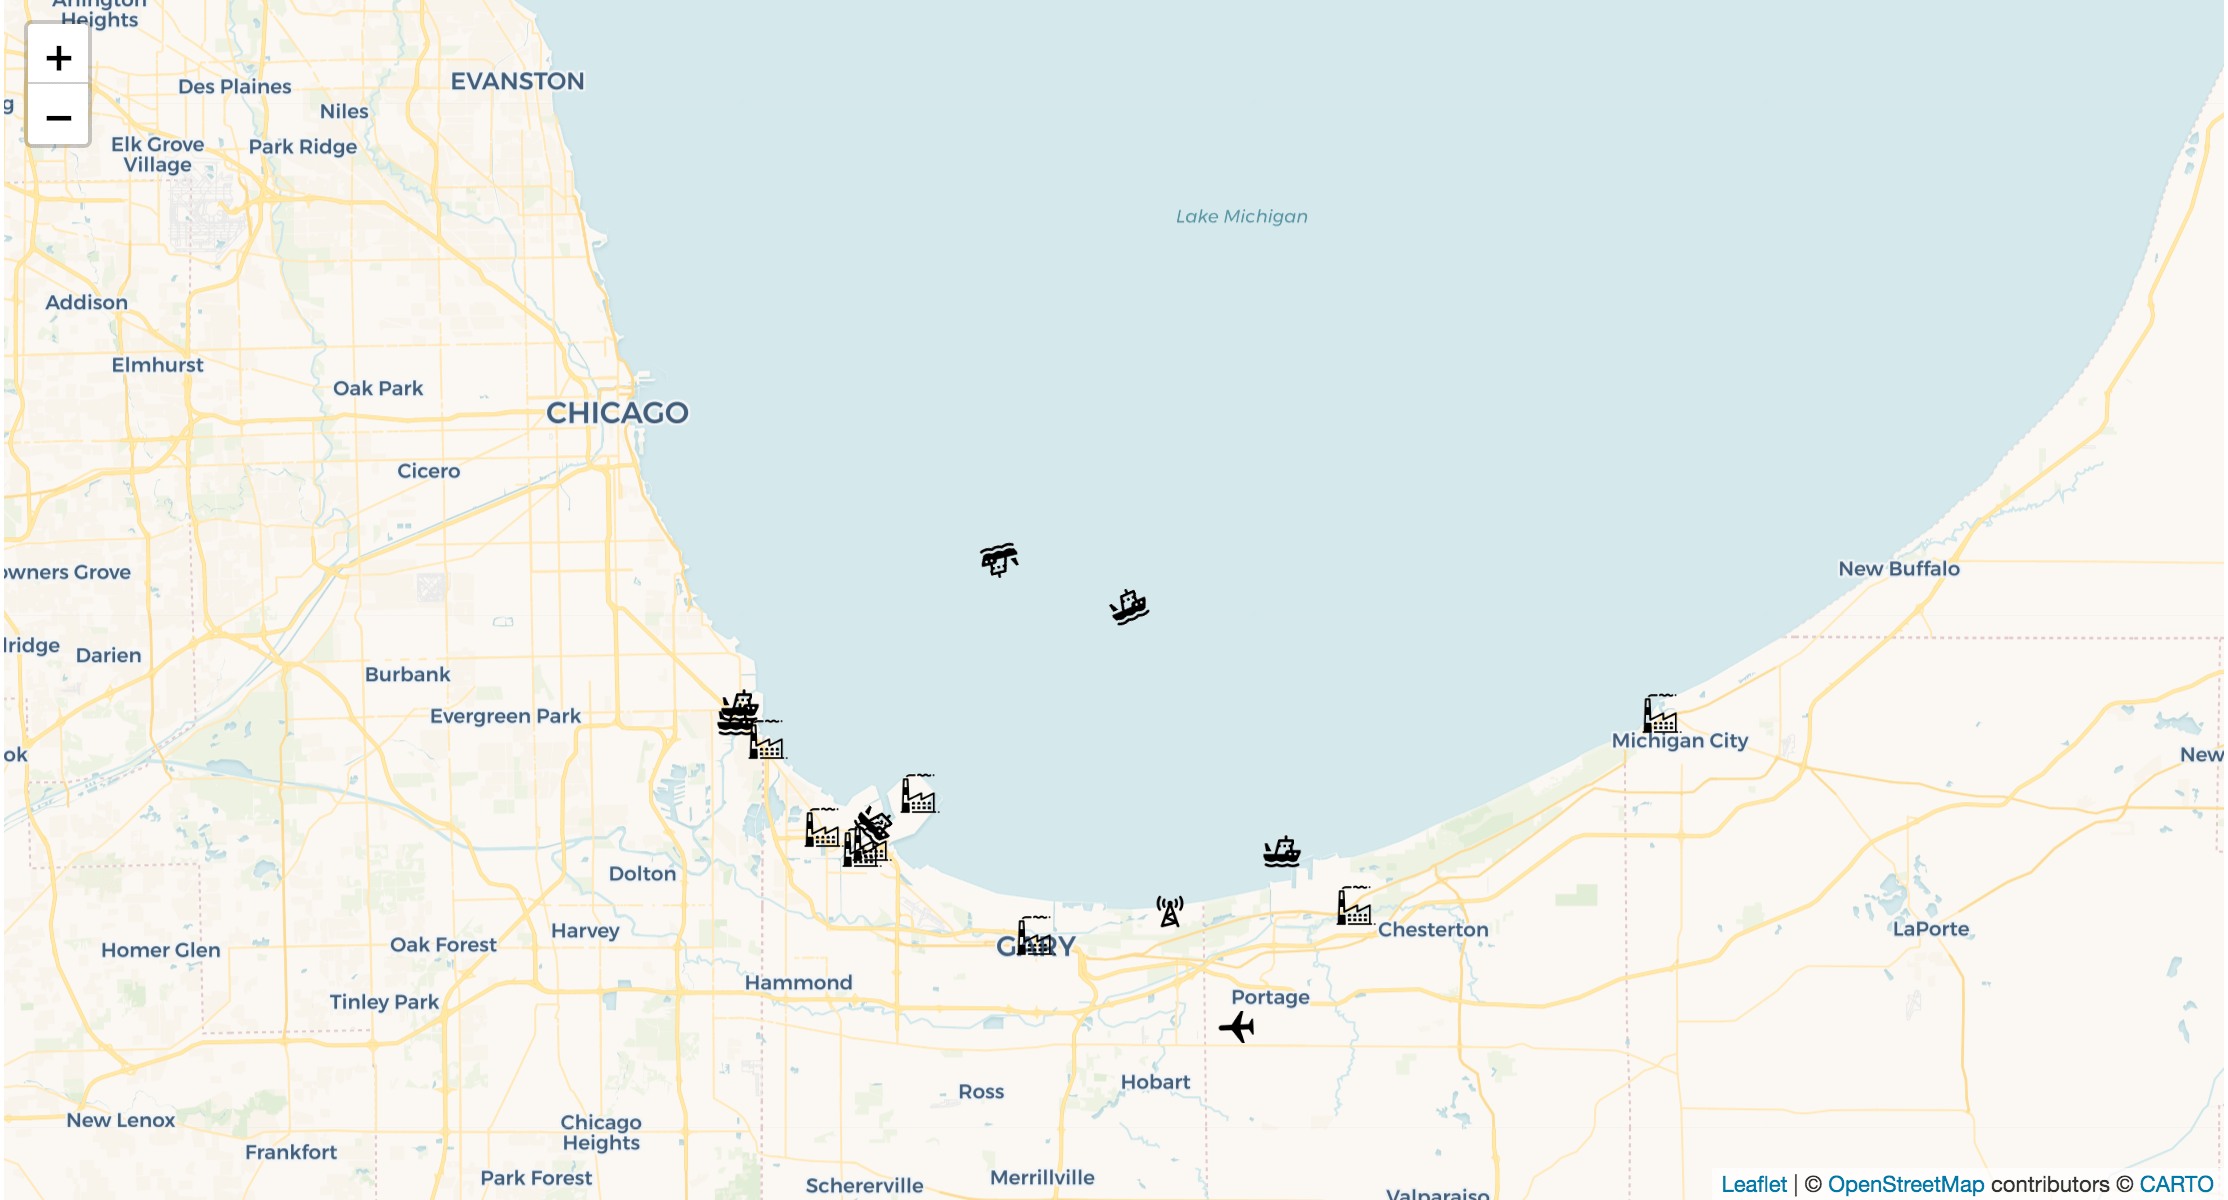 Arlington
Heights
+
−
Des Plaines
EVANSTON
g
Niles
Elk Grove
Village
Park Ridge
Lake Michigan
Addison
Elmhurst
Oak Park
CHICAGO
Cicero
owners Grove
New Buffalo
lridge
Darien
Burbank
Evergreen Park
Michigan City
ok
New
Dolton
Harvey
Chesterton
LaPorte
Oak Forest
GARY
Homer Glen
Hammond
Portage
Tinley Park
Hobart
Ross
New Lenox
Chicago
Heights
Frankfort
Park Forest
Merrillville
Schererville
Valparaiso
Leaflet | © OpenStreetMap contributors © CARTO